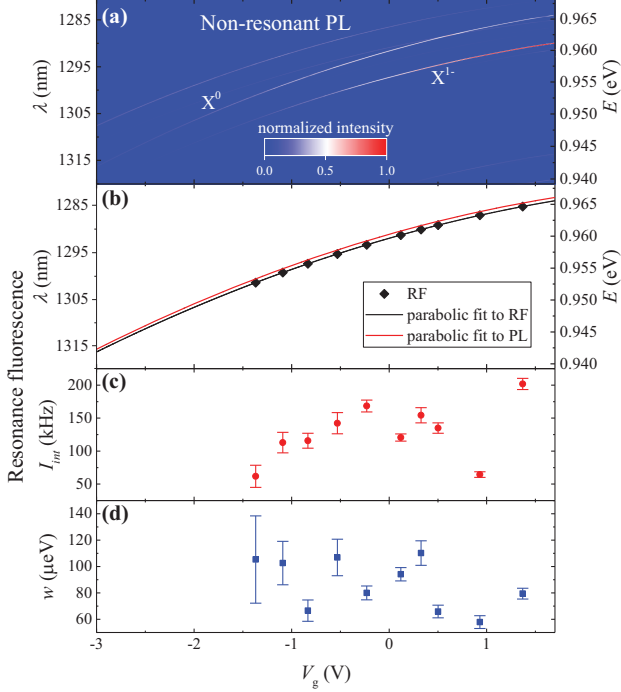 (a) Non-resonant PL
X⁰
X¹⁻
normalized intensity
0.0 0.5 1.0
1285
1295
1305
1315
λ (nm)
0.965
0.960
0.955
0.950
0.945
0.940
E (eV)
(b)
1285
1295
1305
1315
λ (nm)
0.965
0.960
0.955
0.950
0.945
0.940
E (eV)
RF
parabolic fit to RF
parabolic fit to PL
Resonance fluorescence
(c)
200
150
100
50
0
I_int (kHz)
(d)
140
120
100
80
60
w (µeV)
-3 -2 -1 0 1
V_g (V)